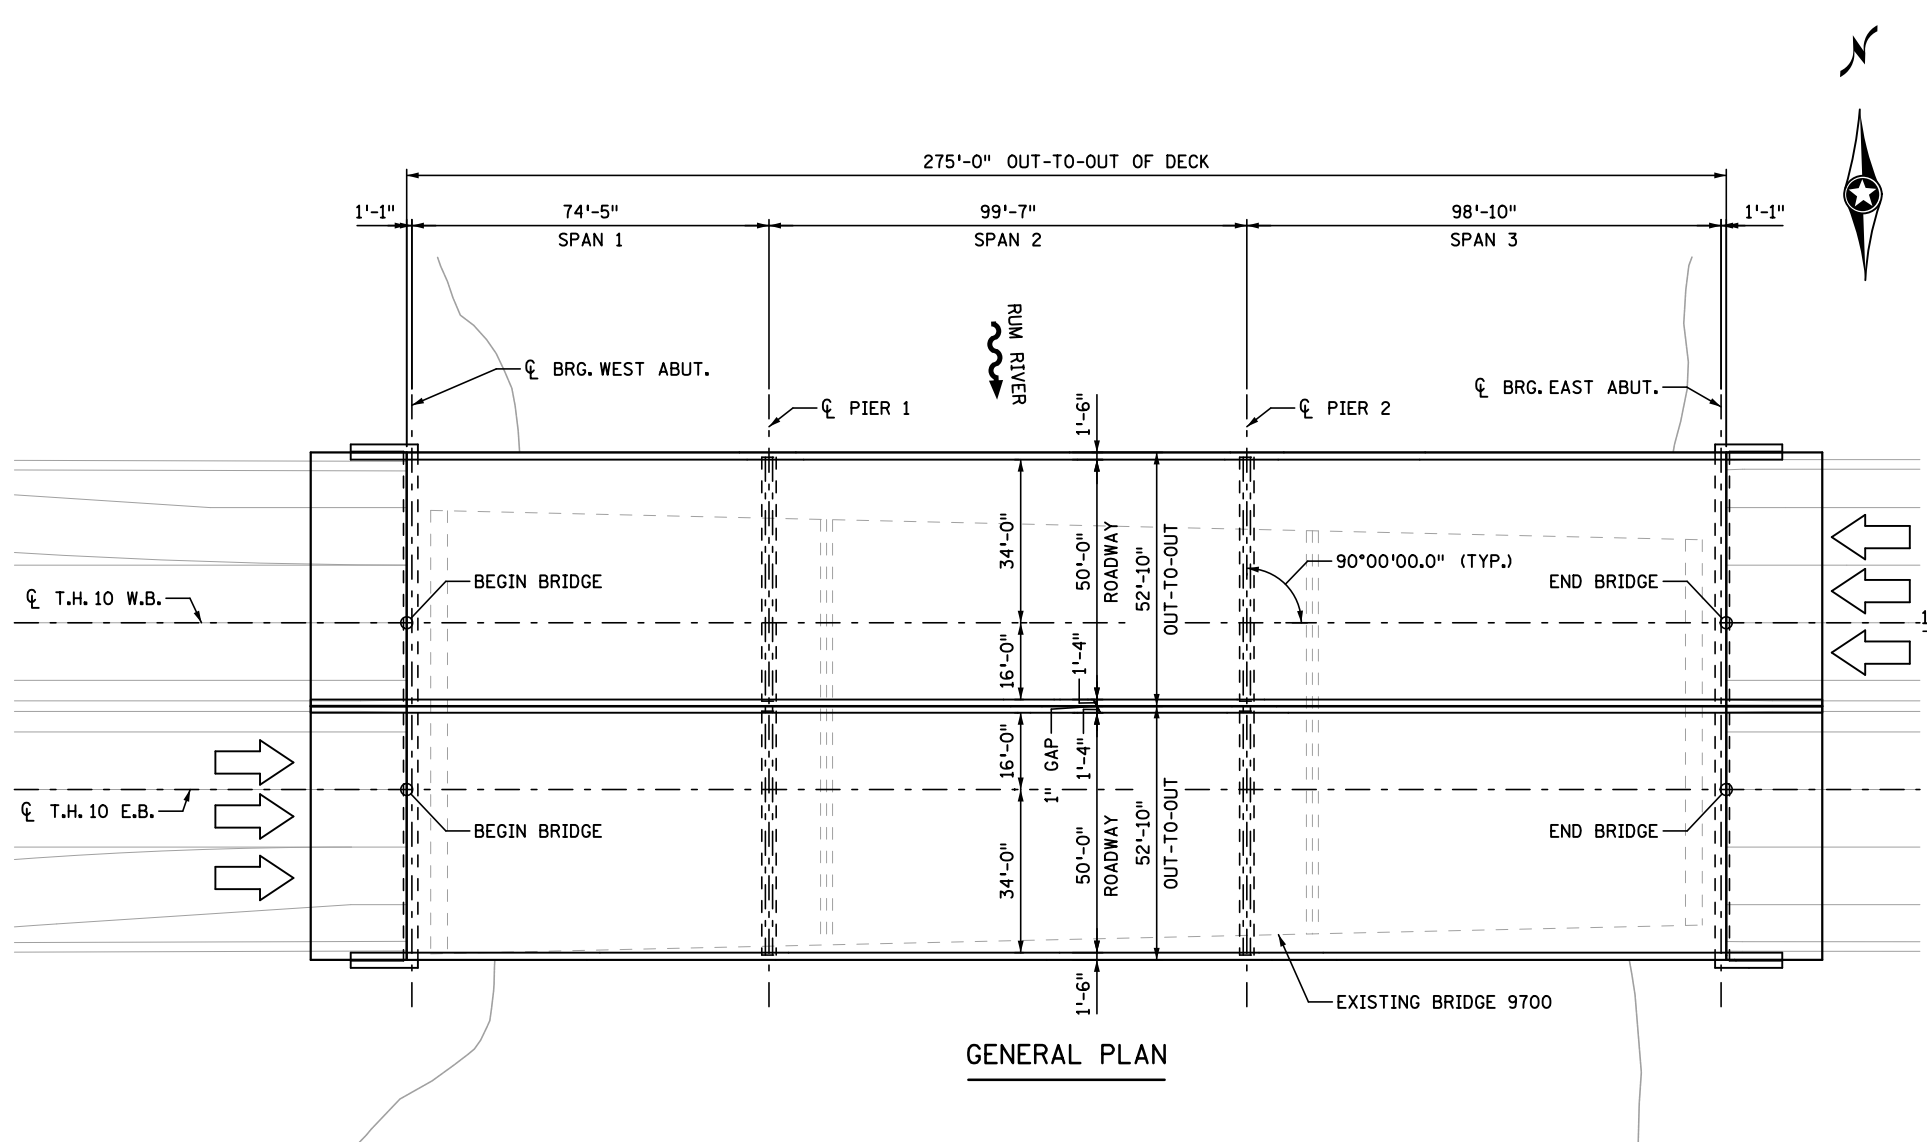 N
275'-0" OUT-TO-OUT OF DECK
1'-1"
74'-5"
99'-7"
98'-10"
1'-1"
SPAN 1
SPAN 2
SPAN 3
RUM RIVER
℄ BRG. WEST ABUT.
℄ BRG. EAST ABUT.
℄ PIER 1
℄ PIER 2
1'-6"
34'-0"
50'-0"
ROADWAY
52'-10"
OUT-TO-OUT
90°00'00.0" (TYP.)
BEGIN BRIDGE
END BRIDGE
℄ T.H. 10 W.B.
1
16'-0"
1'-4"
16'-0"
1" GAP
1'-4"
℄ T.H. 10 E.B.
BEGIN BRIDGE
END BRIDGE
34'-0"
50'-0"
ROADWAY
52'-10"
OUT-TO-OUT
1'-6"
EXISTING BRIDGE 9700
GENERAL PLAN